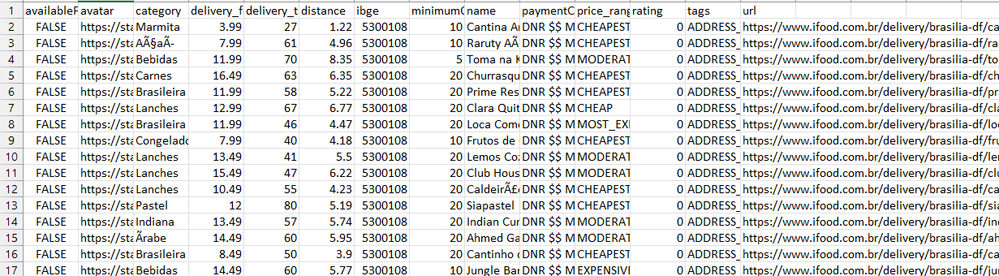 1 availableF avatar category delivery_f delivery_t distance ibge minimumO name paymentC price_rang rating tags url
2 FALSE https://sta Marmita 3.99 27 1.22 5300108 10 Cantina A DNR $$ M CHEAPEST 0 ADDRESS_ https://www.ifood.com.br/delivery/brasilia-df/ca
3 FALSE https://sta AÃ§aÃ- 7.99 61 4.96 5300108 10 Raruty AÃ DNR $$ M CHEAPEST 0 ADDRESS_ https://www.ifood.com.br/delivery/brasilia-df/ra
4 FALSE https://sta Bebidas 11.99 70 8.35 5300108 5 Toma na K DNR $$ M MODERAT 0 ADDRESS_ https://www.ifood.com.br/delivery/brasilia-df/to
5 FALSE https://sta Carnes 16.49 63 6.35 5300108 20 Churrasqu DNR $$ M CHEAPEST 0 ADDRESS_ https://www.ifood.com.br/delivery/brasilia-df/ch
6 FALSE https://sta Brasileira 11.99 58 5.22 5300108 20 Prime Res DNR $$ M CHEAPEST 0 ADDRESS_ https://www.ifood.com.br/delivery/brasilia-df/pr
7 FALSE https://sta Lanches 12.99 67 6.77 5300108 20 Clara Quit DNR $$ M CHEAP 0 ADDRESS_ https://www.ifood.com.br/delivery/brasilia-df/cla
8 FALSE https://sta Brasileira 11.99 46 4.47 5300108 20 Loca Com DNR $$ M MOST_EXI 0 ADDRESS_ https://www.ifood.com.br/delivery/brasilia-df/lo
9 FALSE https://sta Congelado 7.99 40 4.18 5300108 10 Frutos de DNR $$ M CHEAPEST 0 ADDRESS_ https://www.ifood.com.br/delivery/brasilia-df/fru
10 FALSE https://sta Lanches 13.49 41 5.5 5300108 20 Lemos Co DNR $$ M MODERAT 0 ADDRESS_ https://www.ifood.com.br/delivery/brasilia-df/le
11 FALSE https://sta Lanches 15.49 47 6.22 5300108 20 Club Hous DNR $$ M MODERAT 0 ADDRESS_ https://www.ifood.com.br/delivery/brasilia-df/clu
12 FALSE https://sta Lanches 10.49 55 4.23 5300108 20 CaldeirÃ£o DNR $$ M CHEAPEST 0 ADDRESS_ https://www.ifood.com.br/delivery/brasilia-df/ca
13 FALSE https://sta Pastel 12 80 5.19 5300108 20 Siapastel DNR $$ M CHEAPEST 0 ADDRESS_ https://www.ifood.com.br/delivery/brasilia-df/sia
14 FALSE https://sta Indiana 13.49 57 5.74 5300108 20 Indian Cur DNR $$ M MODERAT 0 ADDRESS_ https://www.ifood.com.br/delivery/brasilia-df/in
15 FALSE https://sta Ãrabe 14.49 60 5.95 5300108 20 Ahmed Ga DNR $$ M MODERAT 0 ADDRESS_ https://www.ifood.com.br/delivery/brasilia-df/ah
16 FALSE https://sta Brasileira 8.49 50 3.9 5300108 20 Cantinho DNR $$ M CHEAPEST 0 ADDRESS_ https://www.ifood.com.br/delivery/brasilia-df/ca
17 FALSE https://sta Bebidas 14.49 60 5.77 5300108 10 Jungle Bar DNR $$ M EXPENSIVE 0 ADDRESS_ https://www.ifood.com.br/delivery/brasilia-df/ju